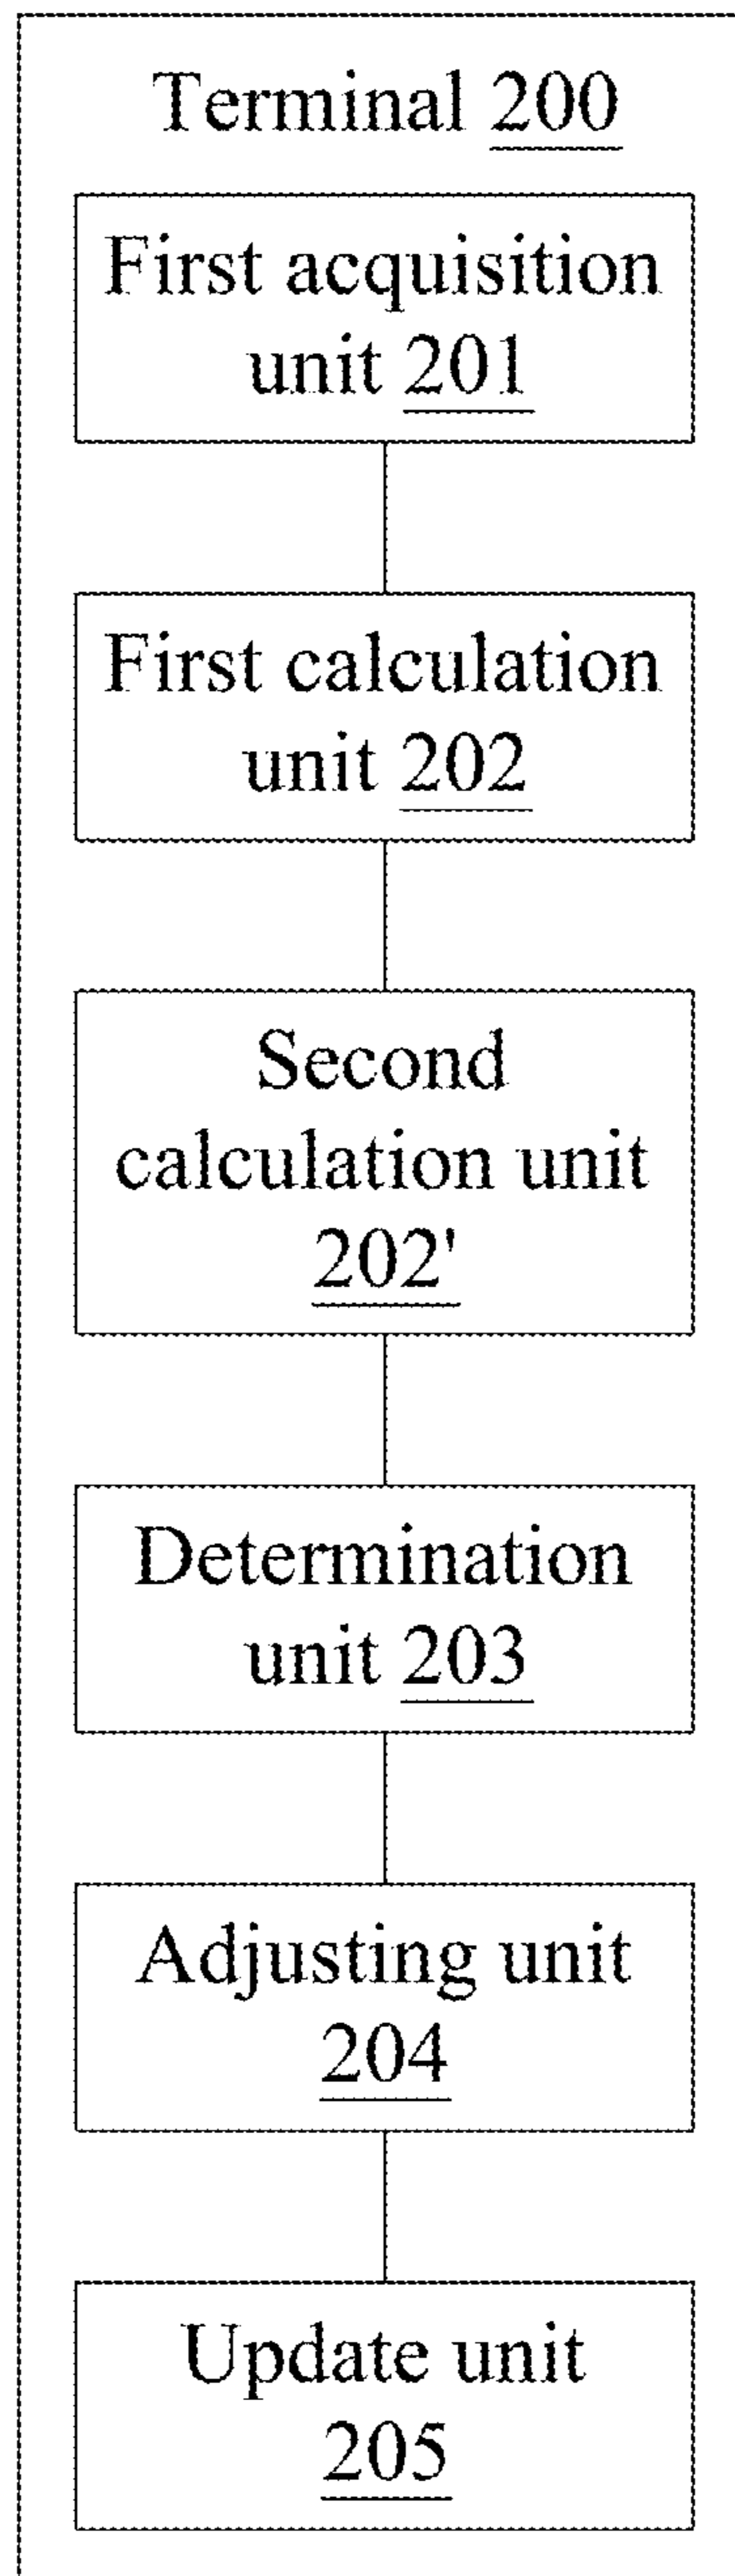 Terminal 200
First acquisition
unit 201
First calculation
unit 202
Second
calculation unit
202'
Determination
unit 203
Adjusting unit
204
Update unit
205